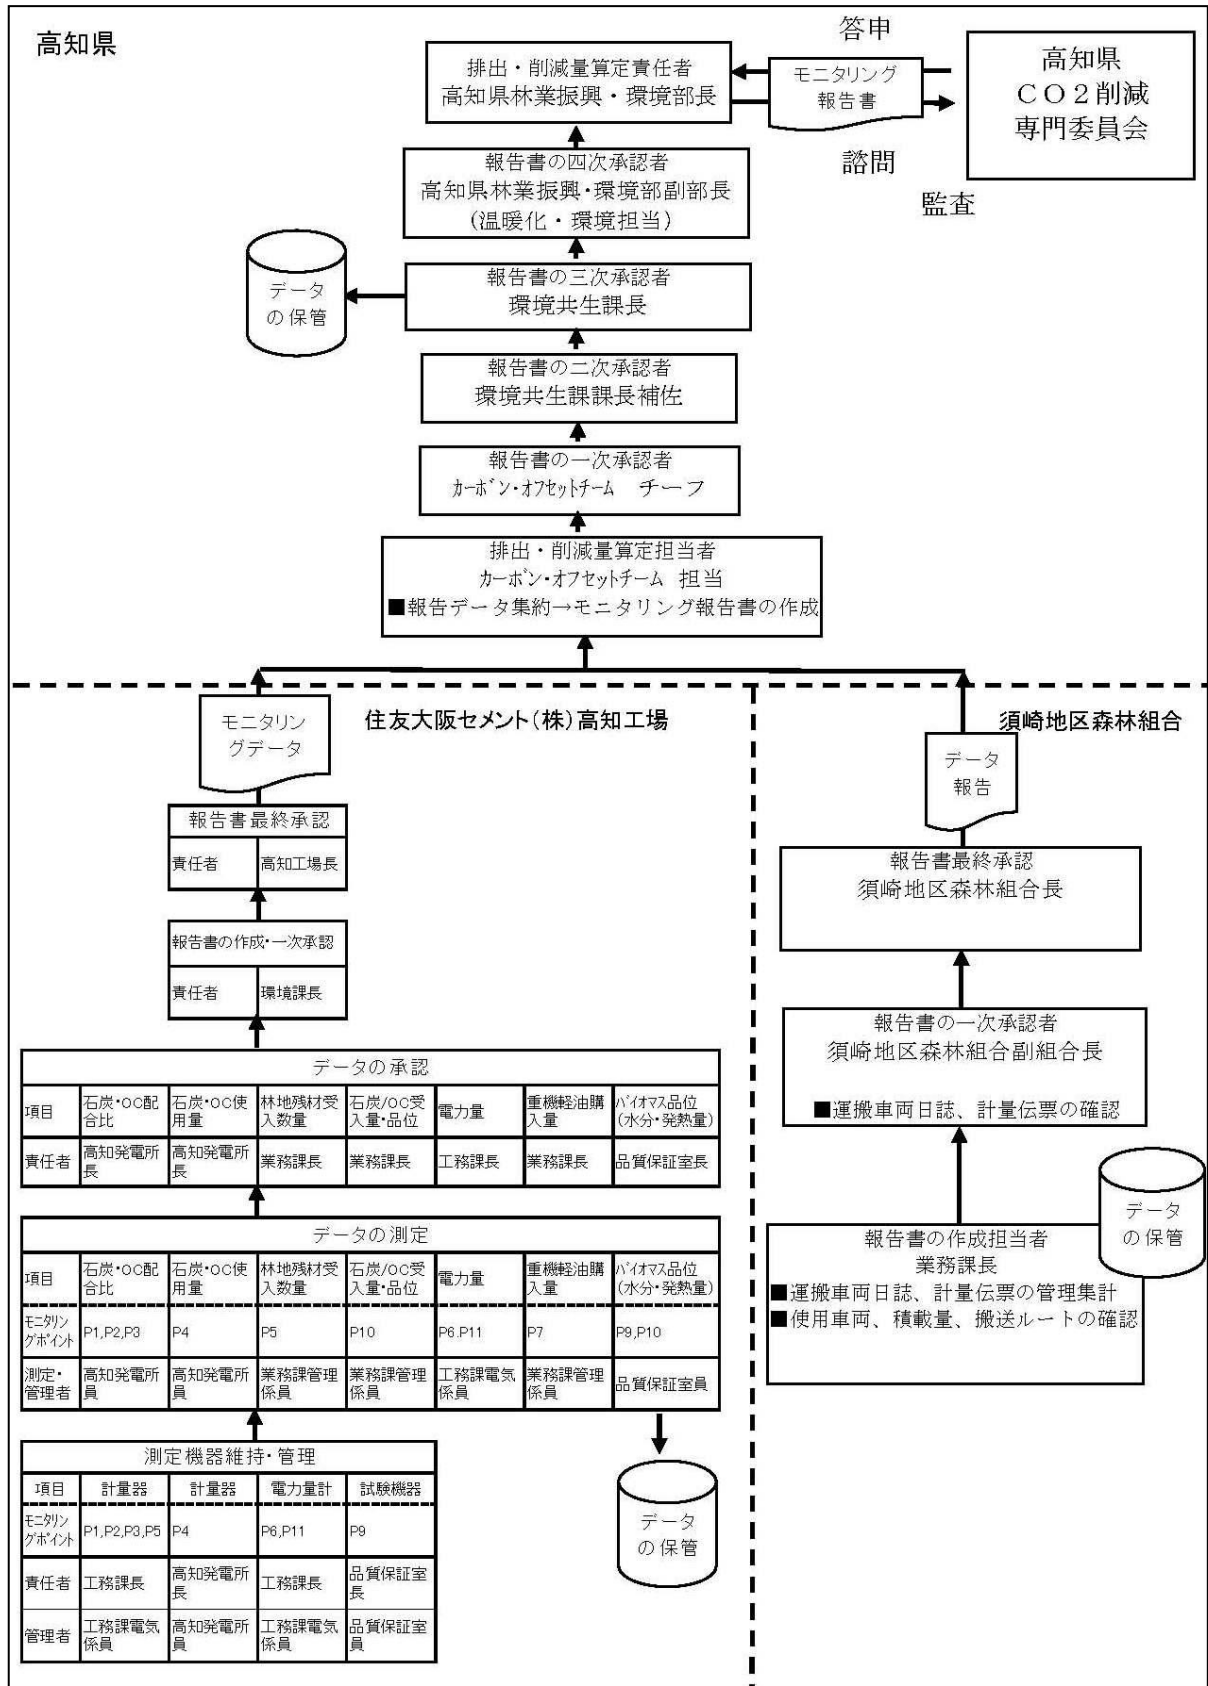 高知県
答申
排出・削減量算定責任者
高知県林業振興・環境部長
モニタリング
報告書
高知県
ＣＯ２削減
専門委員会
諮問
監査
報告書の四次承認者
高知県林業振興・環境部副部長
(温暖化・環境担当)
報告書の三次承認者
環境共生課長
データ
の保管
報告書の二次承認者
環境共生課課長補佐
報告書の一次承認者
カーボン・オフセットチーム　チーフ
排出・削減量算定担当者
カーボン・オフセットチーム 担当
■報告データ集約→モニタリング報告書の作成
住友大阪セメント(株)高知工場
モニタリン
グデータ
報告書最終承認
責任者 高知工場長
報告書の作成・一次承認
責任者 環境課長
データの承認
項目 石炭・OC配合比 石炭・OC使用量 林地残材受入数量 石炭/OC受入量・品位 電力量 重機軽油購入量 バイオマス品位(水分・発熱量)
責任者 高知発電所長 高知発電所長 業務課長 業務課長 工務課長 業務課長 品質保証室長
データの測定
項目 石炭・OC配合比 石炭・OC使用量 林地残材受入数量 石炭/OC受入量・品位 電力量 重機軽油購入量 バイオマス品位(水分・発熱量)
モニタリングポイント P1,P2,P3 P4 P5 P10 P6.P11 P7 P9,P10
測定・管理者 高知発電所員 高知発電所員 業務課管理係員 業務課管理係員 工務課電気係員 業務課管理係員 品質保証室員
測定機器維持・管理
項目 計量器 計量器 電力量計 試験機器
モニタリングポイント P1,P2,P3,P5 P4 P6,P11 P9
責任者 工務課長 高知発電所長 工務課長 品質保証室長
管理者 工務課電気係員 高知発電所員 工務課電気係員 品質保証室員
データ
の保管
須崎地区森林組合
データ
報告
報告書最終承認
須崎地区森林組合長
報告書の一次承認者
須崎地区森林組合副組合長
■運搬車両日誌、計量伝票の確認
データ
の保管
報告書の作成担当者
業務課長
■運搬車両日誌、計量伝票の管理集計
■使用車両、積載量、搬送ルートの確認